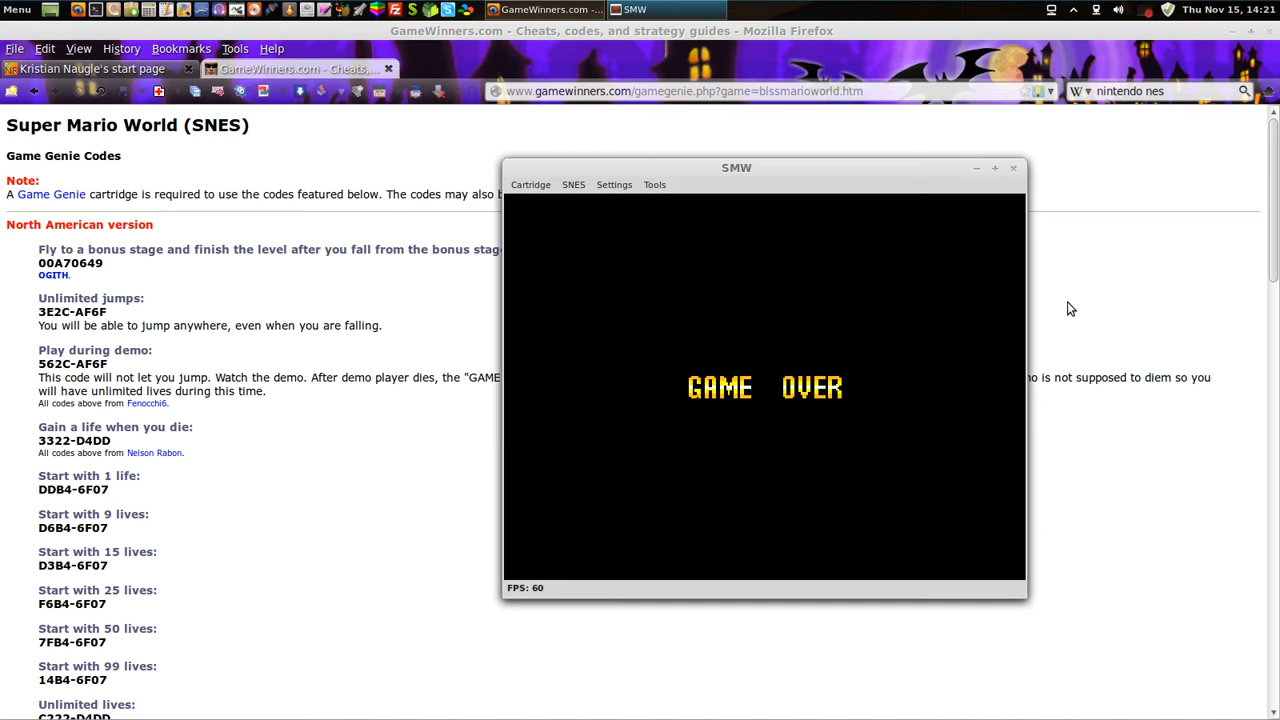 Menu
GameWinners.com -...
SMW
Thu Nov 15, 14:21
GameWinners.com - Cheats, codes, and strategy guides - Mozilla Firefox
File Edit View History Bookmarks Tools Help
Kristian Naugle's start page
GameWinners.com - Cheats,...
www.gamewinners.com/gamegenie.php?game=blssmarioworld.htm
nintendo nes
Super Mario World (SNES)
Game Genie Codes
Note:
A Game Genie cartridge is required to use the codes featured below. The codes may also b
North American version
Fly to a bonus stage and finish the level after you fall from the bonus stag
00A70649
OGITH.
Unlimited jumps:
3E2C-AF6F
You will be able to jump anywhere, even when you are falling.
Play during demo:
562C-AF6F
This code will not let you jump. Watch the demo. After demo player dies, the "GAME
o is not supposed to diem so you
will have unlimited lives during this time.
All codes above from Fenocchi6.
Gain a life when you die:
3322-D4DD
All codes above from Nelson Rabon.
Start with 1 life:
DDB4-6F07
Start with 9 lives:
D6B4-6F07
Start with 15 lives:
D3B4-6F07
Start with 25 lives:
F6B4-6F07
Start with 50 lives:
7FB4-6F07
Start with 99 lives:
14B4-6F07
Unlimited lives:
C222-D4DD
SMW
Cartridge SNES Settings Tools
GAME OVER
FPS: 60